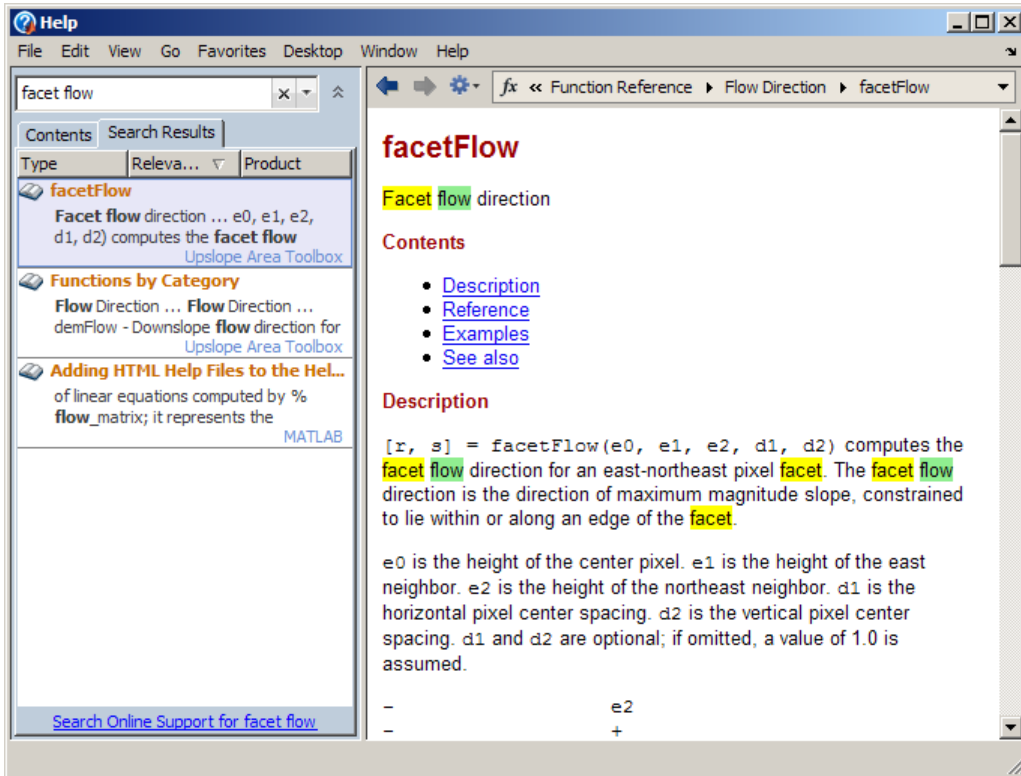 Help
File Edit View Go Favorites Desktop Window Help
facet flow
Contents Search Results
Type Releva... Product
facetFlow
Facet flow direction ... e0, e1, e2,
d1, d2) computes the facet flow
Upslope Area Toolbox
Functions by Category
Flow Direction ... Flow Direction ...
demFlow - Downslope flow direction for
Upslope Area Toolbox
Adding HTML Help Files to the Hel...
of linear equations computed by %
flow_matrix; it represents the
MATLAB
Search Online Support for facet flow
fx « Function Reference ▶ Flow Direction ▶ facetFlow
facetFlow
Facet flow direction
Contents
• Description
• Reference
• Examples
• See also
Description
[r, s] = facetFlow(e0, e1, e2, d1, d2) computes the
facet flow direction for an east-northeast pixel facet. The facet flow
direction is the direction of maximum magnitude slope, constrained
to lie within or along an edge of the facet.
e0 is the height of the center pixel. e1 is the height of the east
neighbor. e2 is the height of the northeast neighbor. d1 is the
horizontal pixel center spacing. d2 is the vertical pixel center
spacing. d1 and d2 are optional; if omitted, a value of 1.0 is
assumed.
- e2
- +